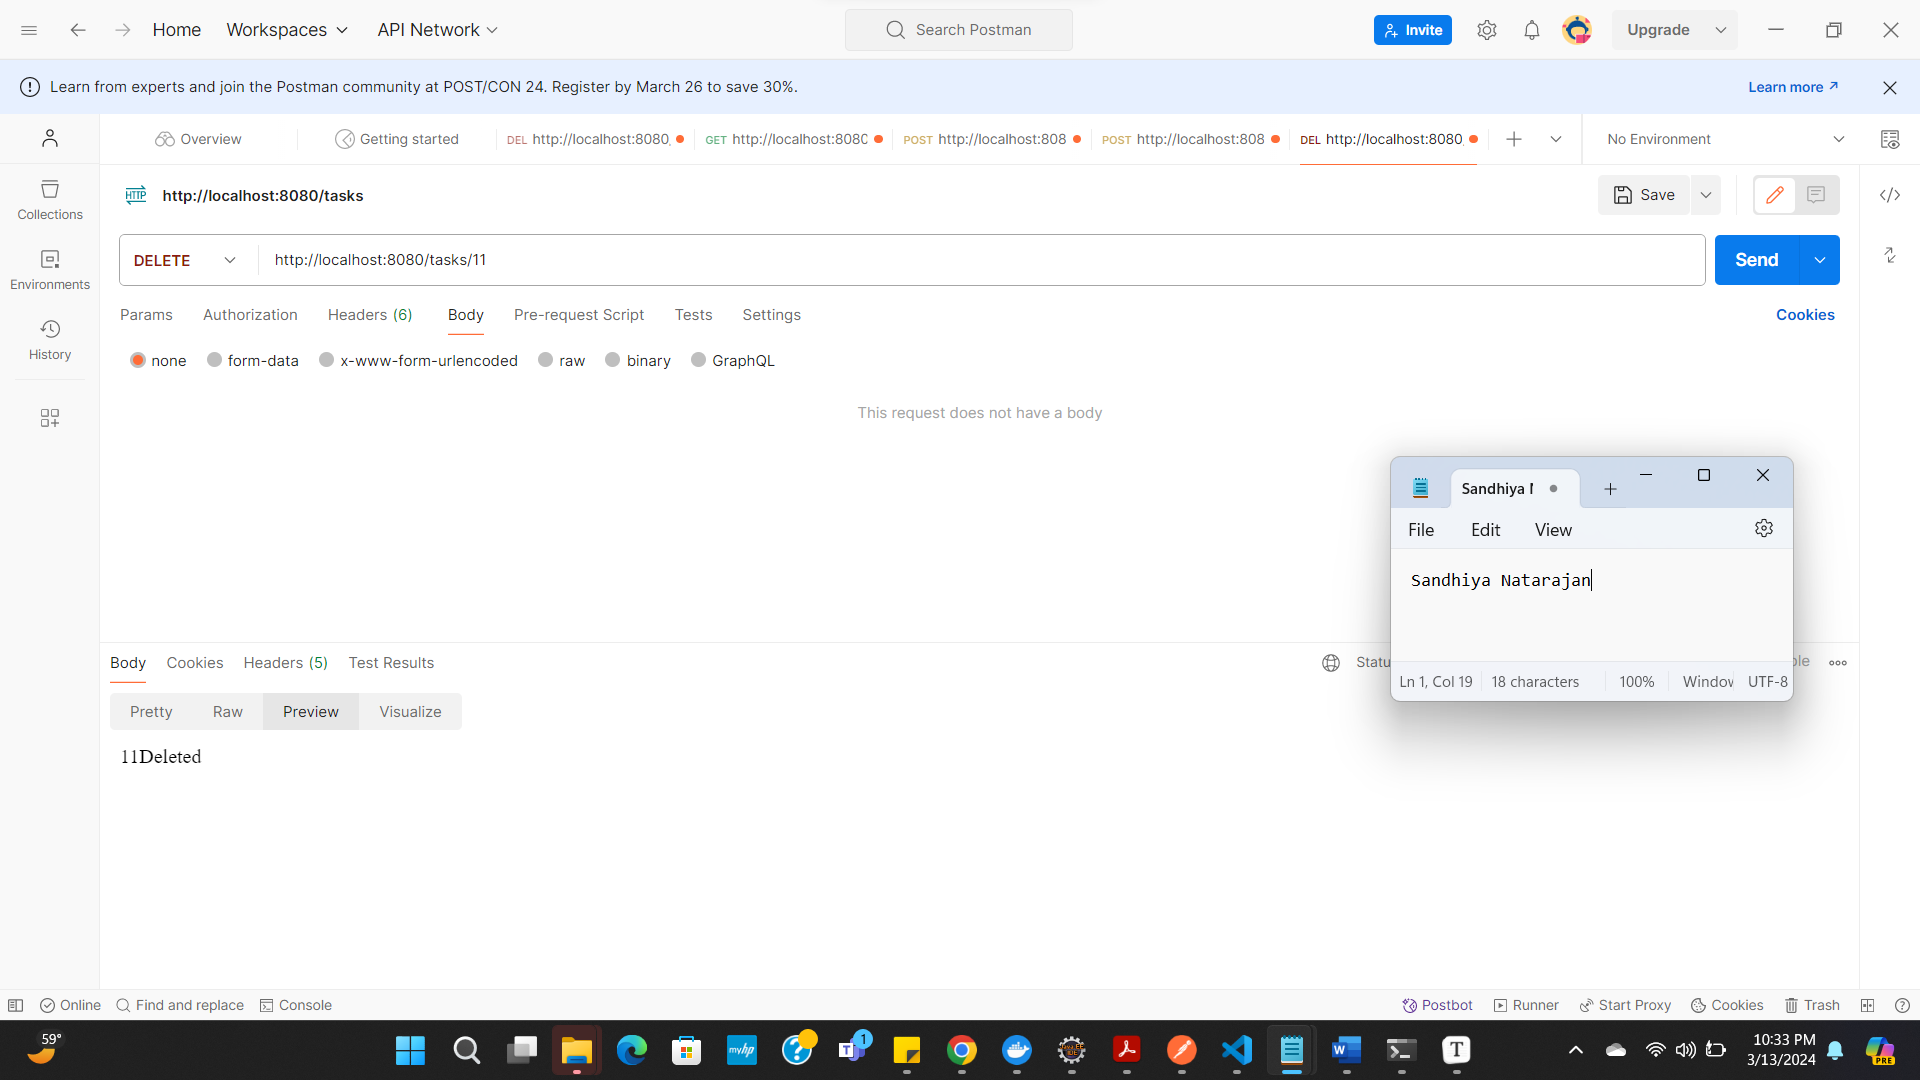 Home
Workspaces
API Network
Search Postman
Invite
Upgrade
Learn from experts and join the Postman community at POST/CON 24. Register by March 26 to save 30%.
Learn more
Overview
Getting started
DEL http://localhost:8080/
GET http://localhost:8080
POST http://localhost:808
POST http://localhost:808
DEL http://localhost:8080
No Environment
HTTP
http://localhost:8080/tasks
Save
Collections
Environments
History
DELETE
http://localhost:8080/tasks/11
Send
Params
Authorization
Headers (6)
Body
Pre-request Script
Tests
Settings
Cookies
none
form-data
x-www-form-urlencoded
raw
binary
GraphQL
This request does not have a body
Sandhiya
File
Edit
View
Sandhiya Natarajan
Ln 1, Col 19
18 characters
100%
Window
UTF-8
Body
Cookies
Headers (5)
Test Results
Statu
Pretty
Raw
Preview
Visualize
11Deleted
Online
Find and replace
Console
Postbot
Runner
Start Proxy
Cookies
Trash
59°
myhp
1
10:33 PM
3/13/2024
PRE